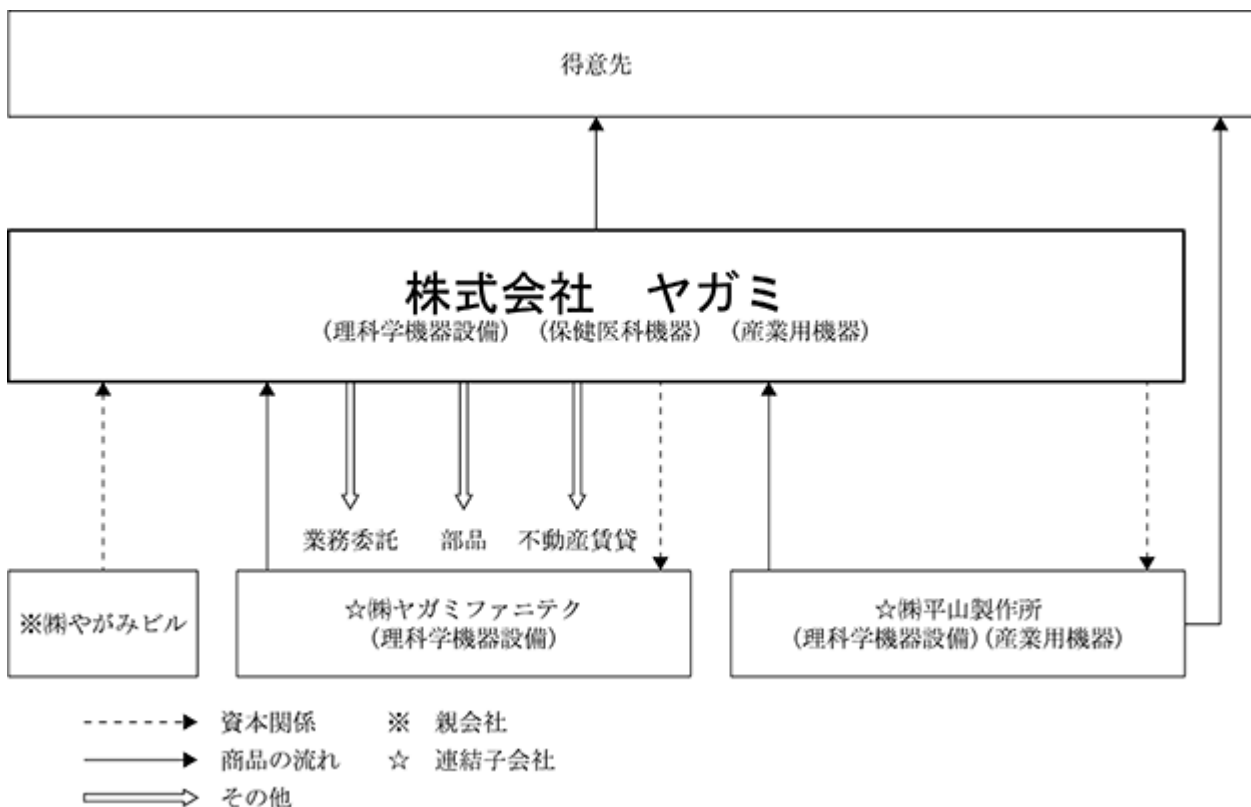 得意先
株式会社　ヤガミ
(理科学機器設備)　(保健医科機器)　(産業用機器)
業務委託　部品　不動産賃貸
※㈱やがみビル
☆㈱ヤガミファニテク
(理科学機器設備)
☆㈱平山製作所
(理科学機器設備)(産業用機器)
資本関係　※　親会社
商品の流れ　☆　連結子会社
その他